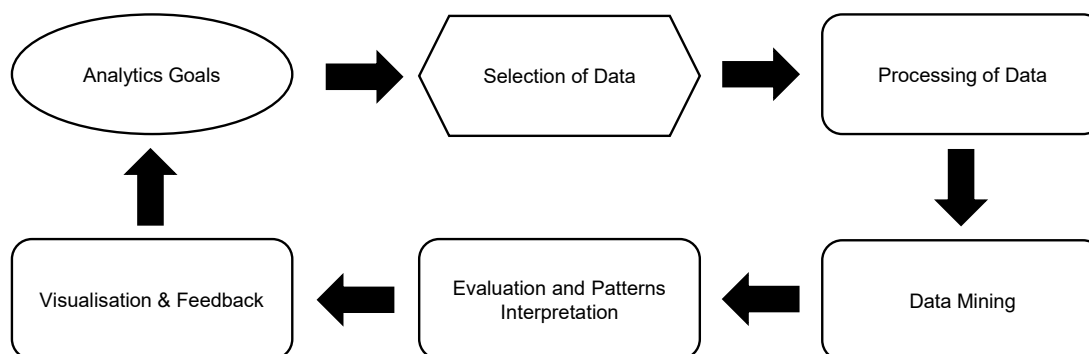 Analytics Goals
Selection of Data
Processing of Data
Visualisation & Feedback
Evaluation and Patterns
Interpretation
Data Mining